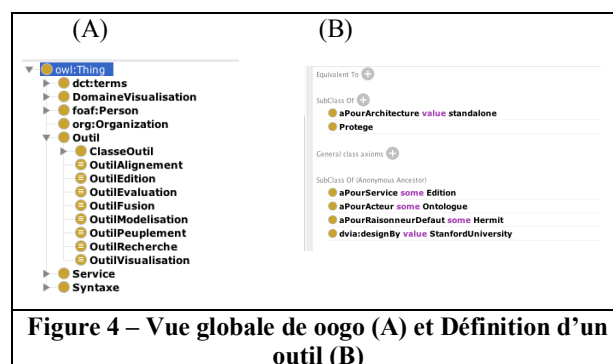 (A)
(B)
owl:Thing
dct:terms
DomaineVisualisation
foaf:Person
org:Organization
Outil
ClasseOutil
OutilAlignement
OutilEdition
OutilEvaluation
OutilFusion
OutilModelisation
OutilPeuplement
OutilRecherche
OutilVisualisation
Service
Syntaxe
Equivalent To
SubClass Of
aPourArchitecture value standalone
Protege
General class axioms
SubClass Of (Anonymous Ancestor)
aPourService some Edition
aPourActeur some Ontologue
aPourRaisonneurDefaut some Hermit
dvia:designBy value StanfordUniversity
Figure 4 – Vue globale de oogo (A) et Définition d'un
outil (B)